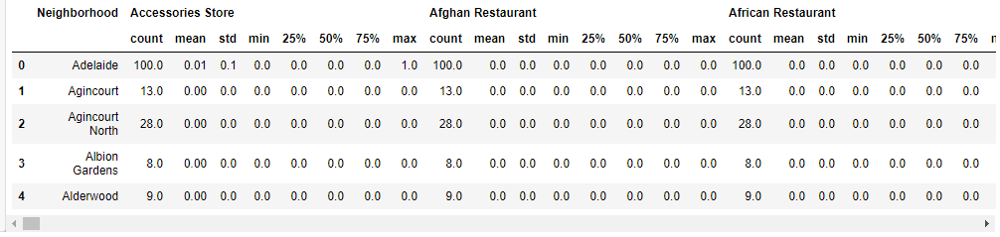 Neighborhood Accessories Store Afghan Restaurant African Restaurant
count mean std min 25% 50% 75% max count mean std min 25% 50% 75% max count mean std min 25% 50% 75%
0 Adelaide 100.0 0.01 0.1 0.0 0.0 0.0 0.0 1.0 100.0 0.0 0.0 0.0 0.0 0.0 0.0 0.0 100.0 0.0 0.0 0.0 0.0 0.0 0.0
1 Agincourt 13.0 0.00 0.0 0.0 0.0 0.0 0.0 0.0 13.0 0.0 0.0 0.0 0.0 0.0 0.0 0.0 13.0 0.0 0.0 0.0 0.0 0.0 0.0
2 Agincourt North 28.0 0.00 0.0 0.0 0.0 0.0 0.0 0.0 28.0 0.0 0.0 0.0 0.0 0.0 0.0 0.0 28.0 0.0 0.0 0.0 0.0 0.0 0.0
3 Albion Gardens 8.0 0.00 0.0 0.0 0.0 0.0 0.0 0.0 8.0 0.0 0.0 0.0 0.0 0.0 0.0 0.0 8.0 0.0 0.0 0.0 0.0 0.0 0.0
4 Alderwood 9.0 0.00 0.0 0.0 0.0 0.0 0.0 0.0 9.0 0.0 0.0 0.0 0.0 0.0 0.0 0.0 9.0 0.0 0.0 0.0 0.0 0.0 0.0